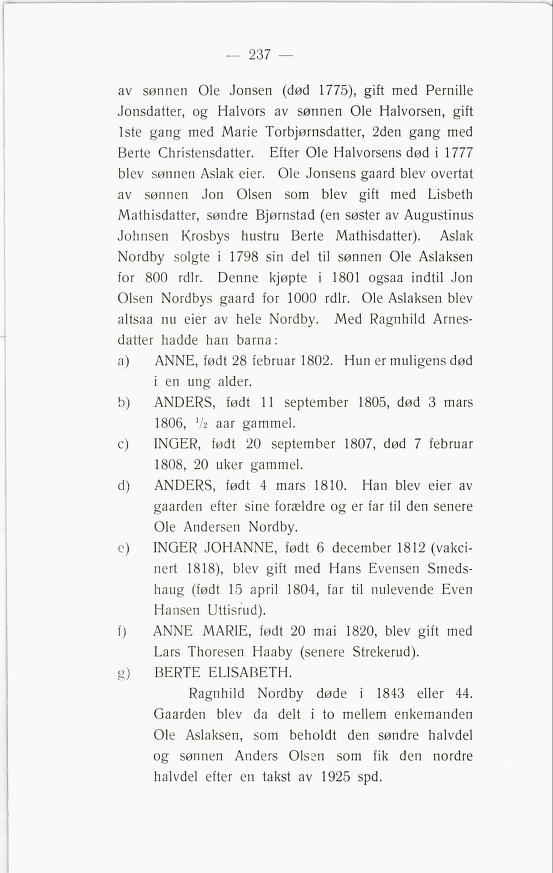 — 237 —
av sønnen Ole Jonsen (død 1775), gift med Pernille
Jonsdatter, og Halvors av sønnen Ole Halvorsen, gift
1ste gang med Marie Torbjørnsdatter, 2den gang med
Berte Christensdatter. Efter Ole Halvorsens død i 1777
blev sønnen Aslak eier. Ole Jonsens gaard blev overtat
av sønnen Jon Olsen som blev gift med Lisbeth
Mathisdatter, søndre Bjørnstad (en søster av Augustinus
Johnsen Krosbys hustru Berte Mathisdatter). Aslak
Nordby solgte i 1798 sin del til sønnen Ole Aslaksen
for 800 rdlr. Denne kjøpte i 1801 ogsaa indtil Jon
Olsen Nordbys gaard for 1000 rdlr. Ole Aslaksen blev
altsaa nu eier av hele Nordby. Med Ragnhild Arnes-
datter hadde han barna:
a) ANNE, født 28 februar 1802. Hun er muligens død
i en ung alder.
b) ANDERS, født 11 september 1805, død 3 mars
1806, ½ aar gammel.
c) INGER, født 20 september 1807, død 7 februar
1808, 20 uker gammel.
d) ANDERS, født 4 mars 1810. Han blev eier av
gaarden efter sine forældre og er far til den senere
Ole Andersen Nordby.
e) INGER JOHANNE, født 6 december 1812 (vakci-
nert 1818), blev gift med Hans Evensen Smeds-
haug (født 15 april 1804, far til nulevende Even
Hansen Uttisrud).
f) ANNE MARIE, født 20 mai 1820, blev gift med
Lars Thoresen Haaby (senere Strekerud).
g) BERTE ELISABETH.
Ragnhild Nordby døde i 1843 eller 44.
Gaarden blev da delt i to mellem enkemanden
Ole Aslaksen, som beholdt den søndre halvdel
og sønnen Anders Olsen som fik den nordre
halvdel efter en takst av 1925 spd.